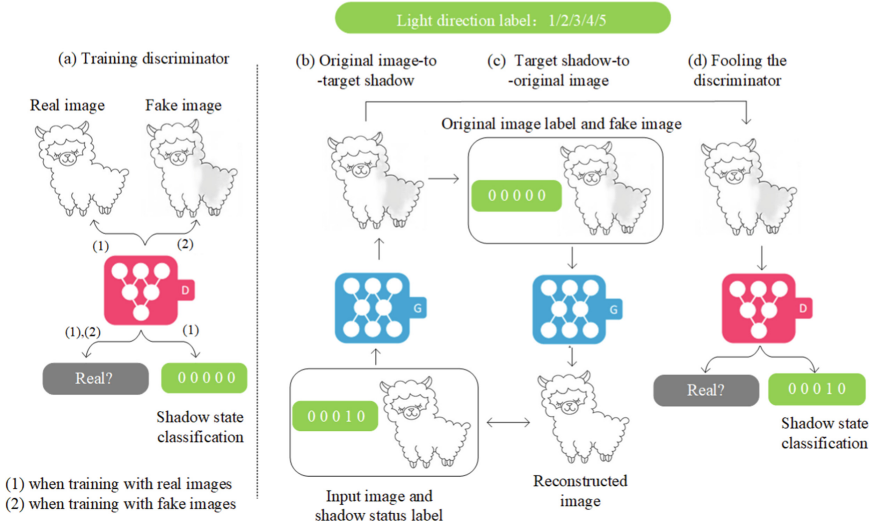 Light direction label: 1/2/3/4/5
(a) Training discriminator
Real image
Fake image
(1)
(2)
D
(1),(2)
(1)
Real?
0 0 0 0 0
Shadow state
classification
(1) when training with real images
(2) when training with fake images
(b) Original image-to
-target shadow
(c) Target shadow-to
-original image
(d) Fooling the
discriminator
Original image label and fake image
0 0 0 0 0
G
G
D
0 0 0 1 0
Input image and
shadow status label
Reconstructed
image
Real?
0 0 0 1 0
Shadow state
classification